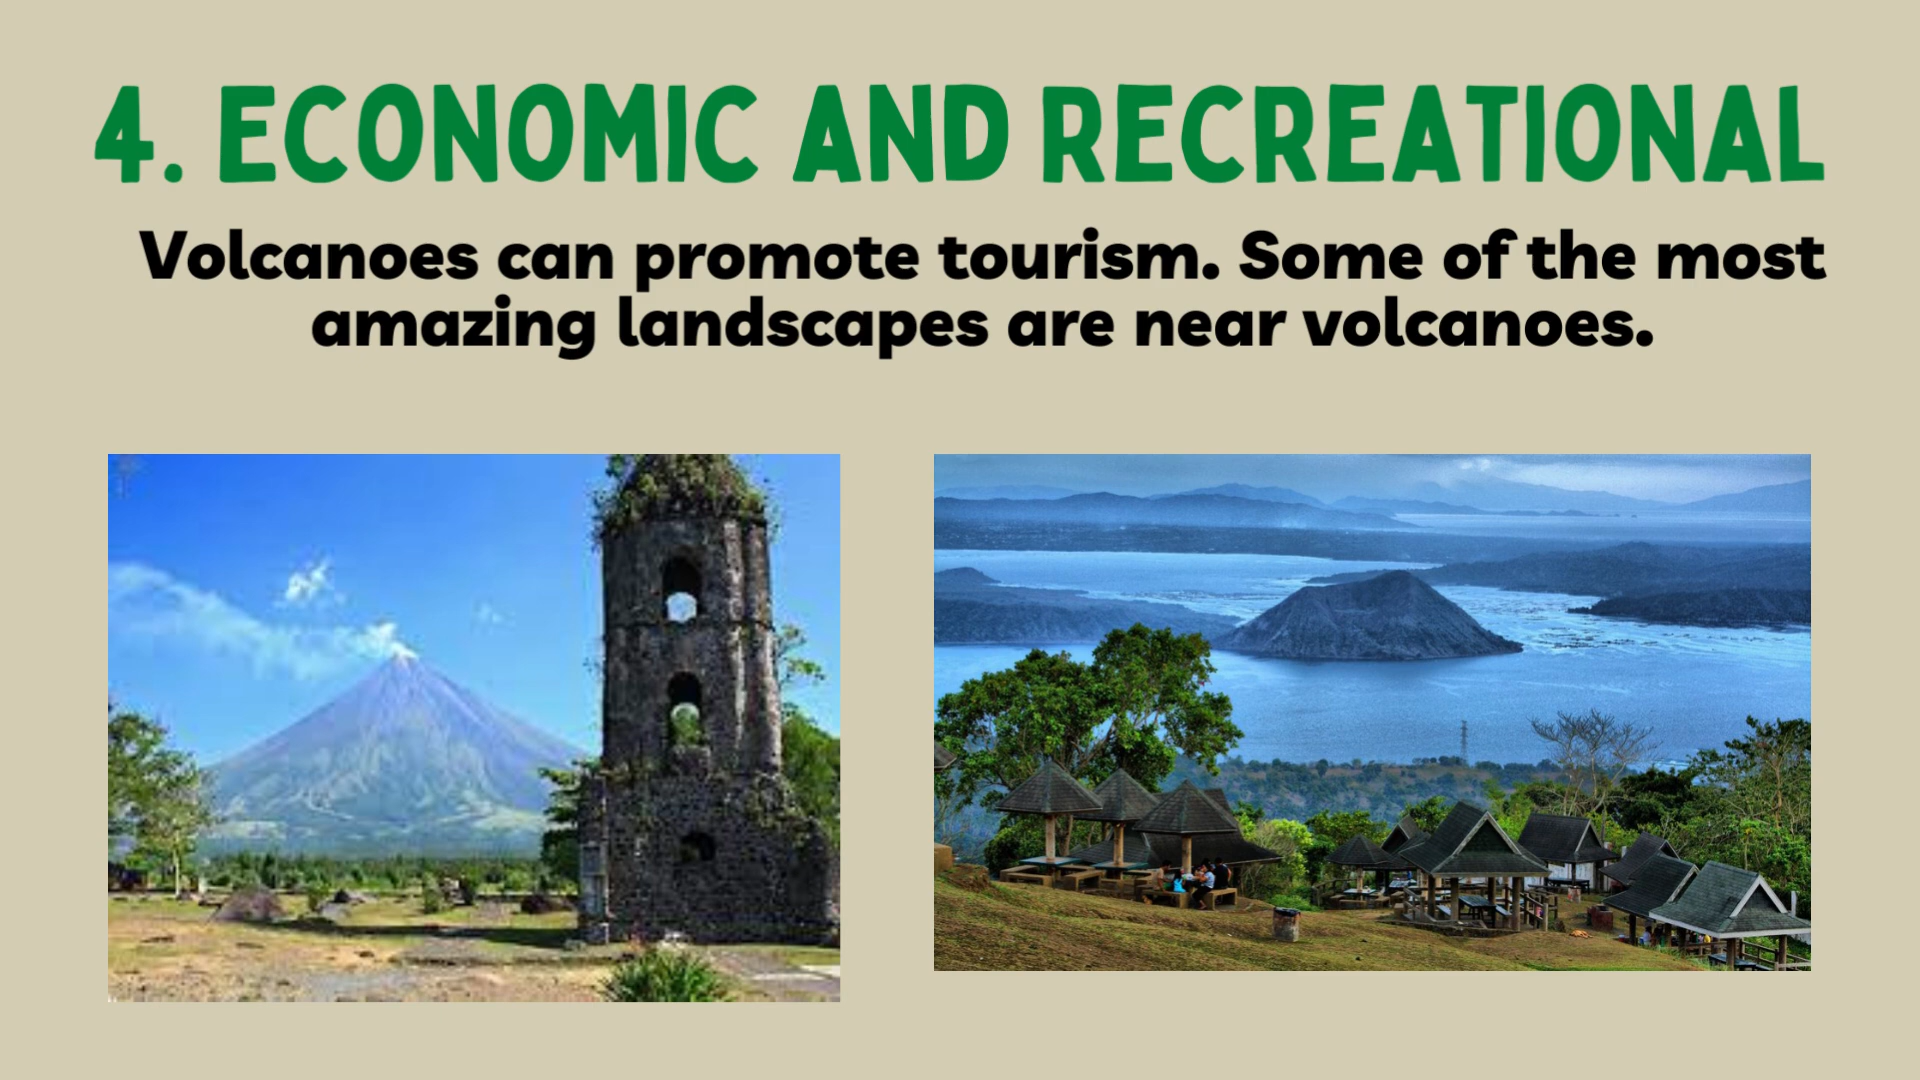 4. ECONOMIC AND RECREATIONAL
Volcanoes can promote tourism. Some of the most
amazing landscapes are near volcanoes.